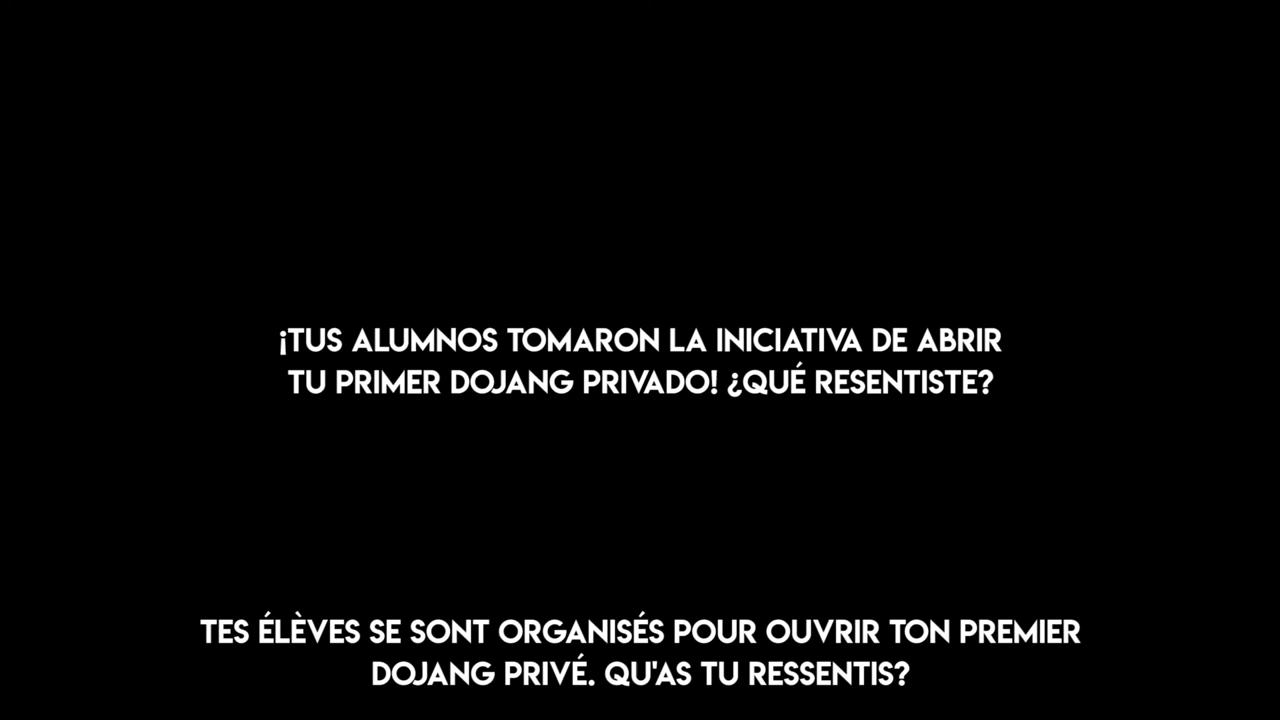 ¡TUS ALUMNOS TOMARON LA INICIATIVA DE ABRIR
TU PRIMER DOJANG PRIVADO! ¿QUÉ RESENTISTE?
TES ÉLÈVES SE SONT ORGANISÉS POUR OUVRIR TON PREMIER
DOJANG PRIVÉ. QU'AS TU RESSENTIS?